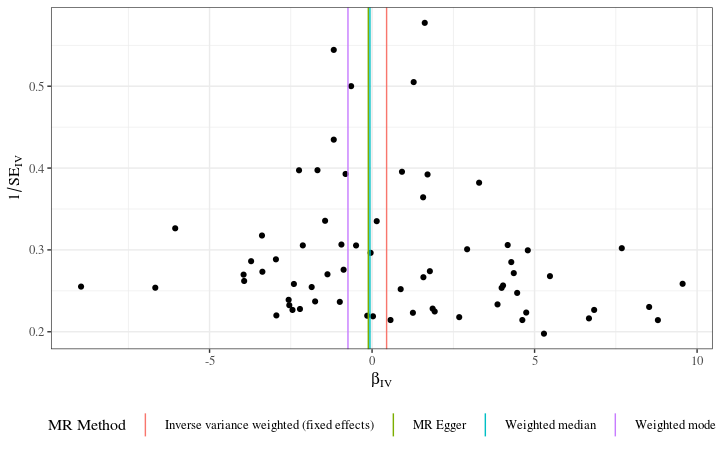 1/SE_IV
0.5
0.4
0.3
0.2
-5
0
5
10
β_IV
MR Method
Inverse variance weighted (fixed effects)
MR Egger
Weighted median
Weighted mode